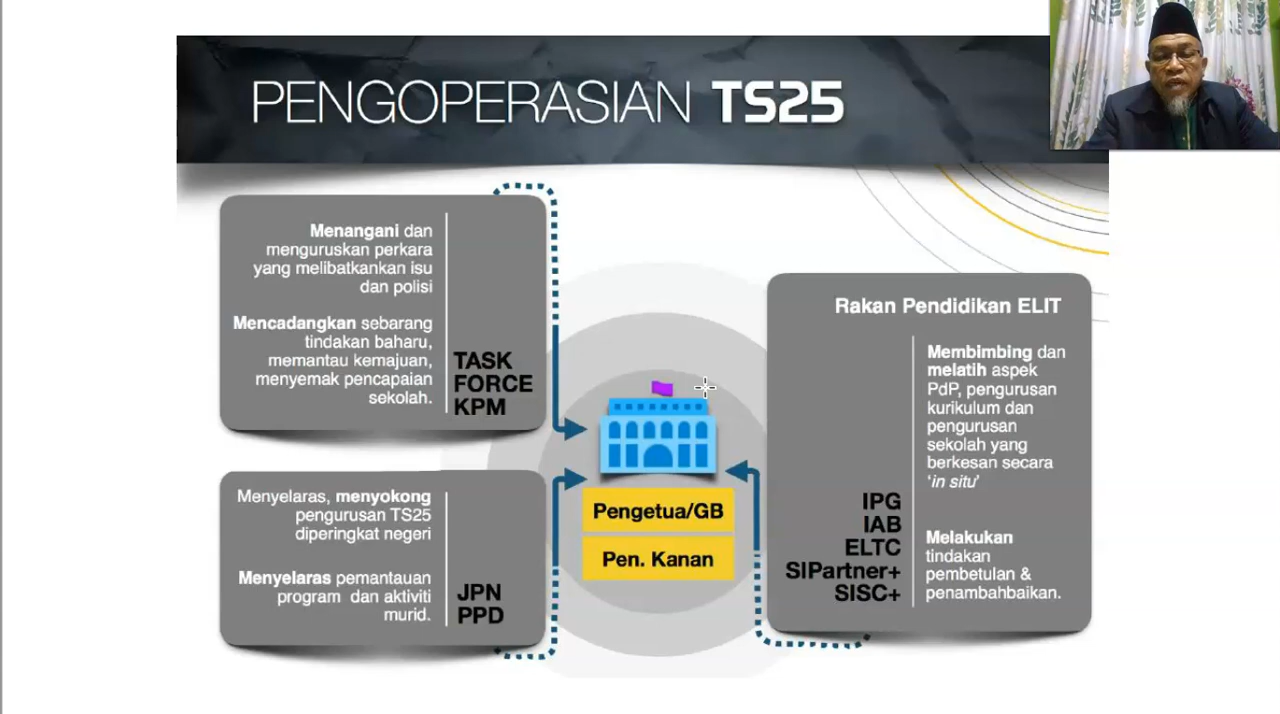 PENGOPERASIAN TS25
Menangani dan
menguruskan perkara
yang melibatkankan isu
dan polisi
Mencadangkan sebarang
tindakan baharu,
memantau kemajuan,
menyemak pencapaian
sekolah.
TASK
FORCE
KPM
Menyelaras, menyokong
pengurusan TS25
diperingkat negeri
Menyelaras pemantauan
program dan aktiviti
murid.
JPN
PPD
Pengetua/GB
Pen. Kanan
Rakan Pendidikan ELIT
IPG
IAB
ELTC
SIPartner+
SISC+
Membimbing dan
melatih aspek
PdP, pengurusan
kurikulum dan
pengurusan
sekolah yang
berkesan secara
'in situ'
Melakukan
tindakan
pembetulan &
penambahbaikan.